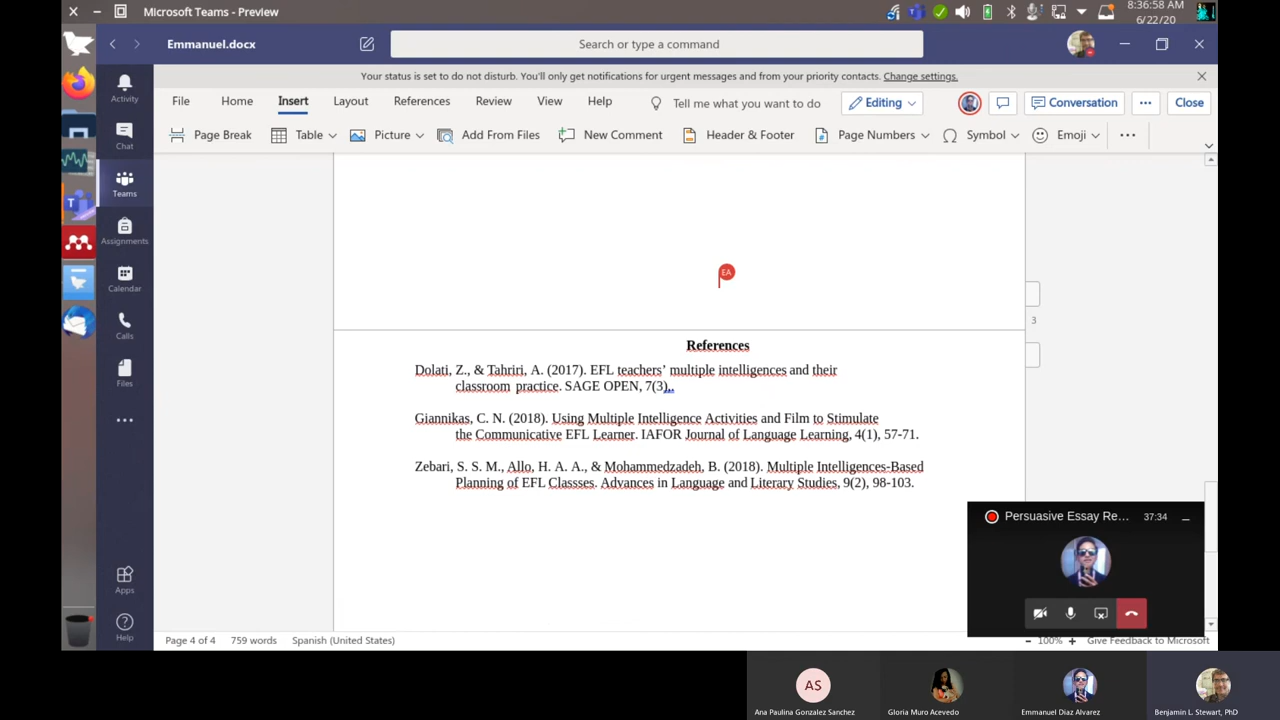 Microsoft Teams - Preview
8:36:58 AM
6/22/20
Emmanuel.docx
Search or type a command
Your status is set to do not disturb. You'll only get notifications for urgent messages and from your priority contacts. Change settings.
Activity
Chat
Teams
Assignments
Calendar
Calls
Files
Apps
Help
File Home Insert Layout References Review View Help Tell me what you want to do Editing Conversation Close
Page Break Table Picture Add From Files New Comment Header & Footer Page Numbers Symbol Emoji
EA
3
References
Dolati, Z., & Tahriri, A. (2017). EFL teachers’ multiple intelligences and their
classroom practice. SAGE OPEN, 7(3),.
Giannikas, C. N. (2018). Using Multiple Intelligence Activities and Film to Stimulate
the Communicative EFL Learner. IAFOR Journal of Language Learning, 4(1), 57-71.
Zebari, S. S. M., Allo, H. A. A., & Mohammedzadeh, B. (2018). Multiple Intelligences-Based
Planning of EFL Classses. Advances in Language and Literary Studies, 9(2), 98-103.
Persuasive Essay Re... 37:34
Page 4 of 4 759 words Spanish (United States) - 100% + Give Feedback to Microsoft
AS
Ana Paulina Gonzalez Sanchez
Gloria Muro Acevedo
Emmanuel Diaz Alvarez
Benjamin L. Stewart, PhD